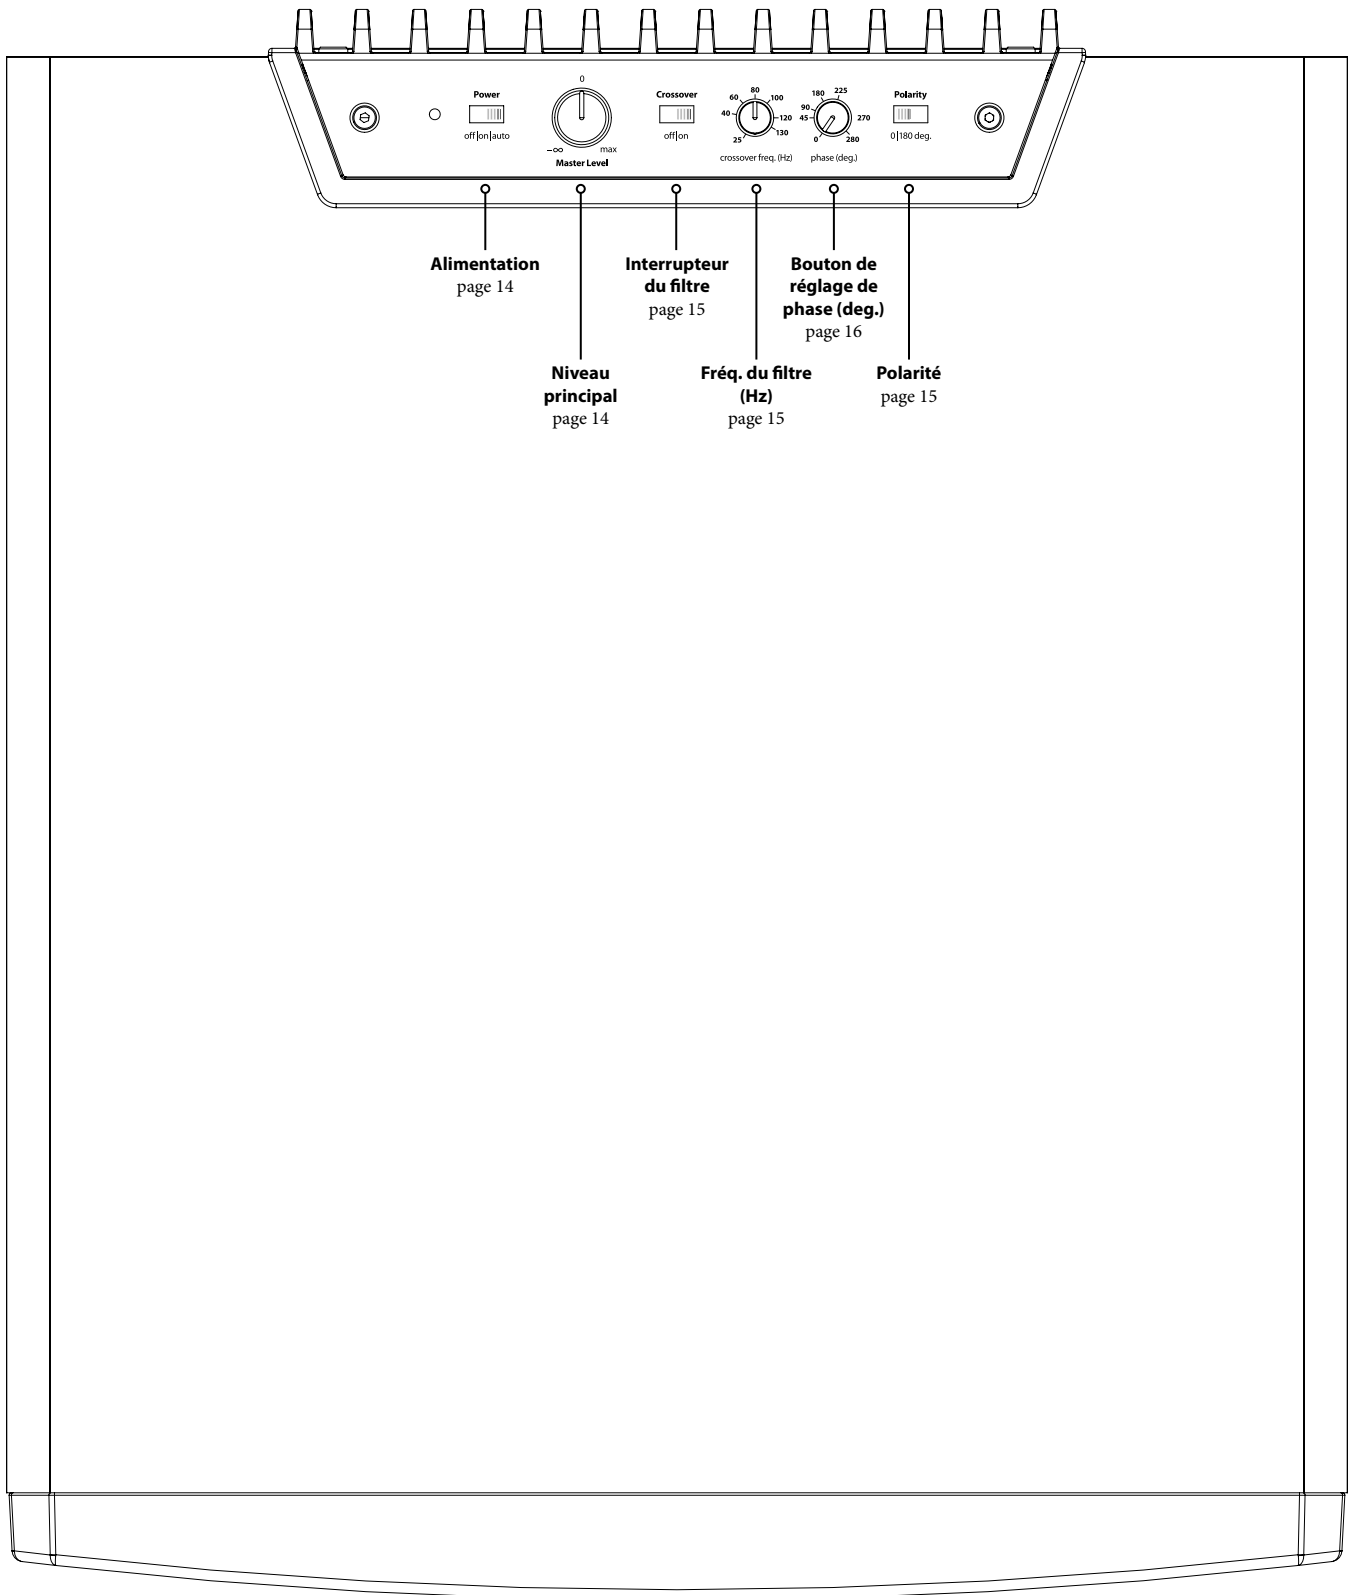 Power
off|on|auto
0
–∞
max
Master Level
Crossover
off|on
25
40
60
80
100
120
130
crossover freq. (Hz)
0
45
90
180
225
270
280
phase (deg.)
Polarity
0|180 deg.
Alimentation
page 14
Niveau
principal
page 14
Interrupteur
du filtre
page 15
Fréq. du filtre
(Hz)
page 15
Bouton de
réglage de
phase (deg.)
page 16
Polarité
page 15